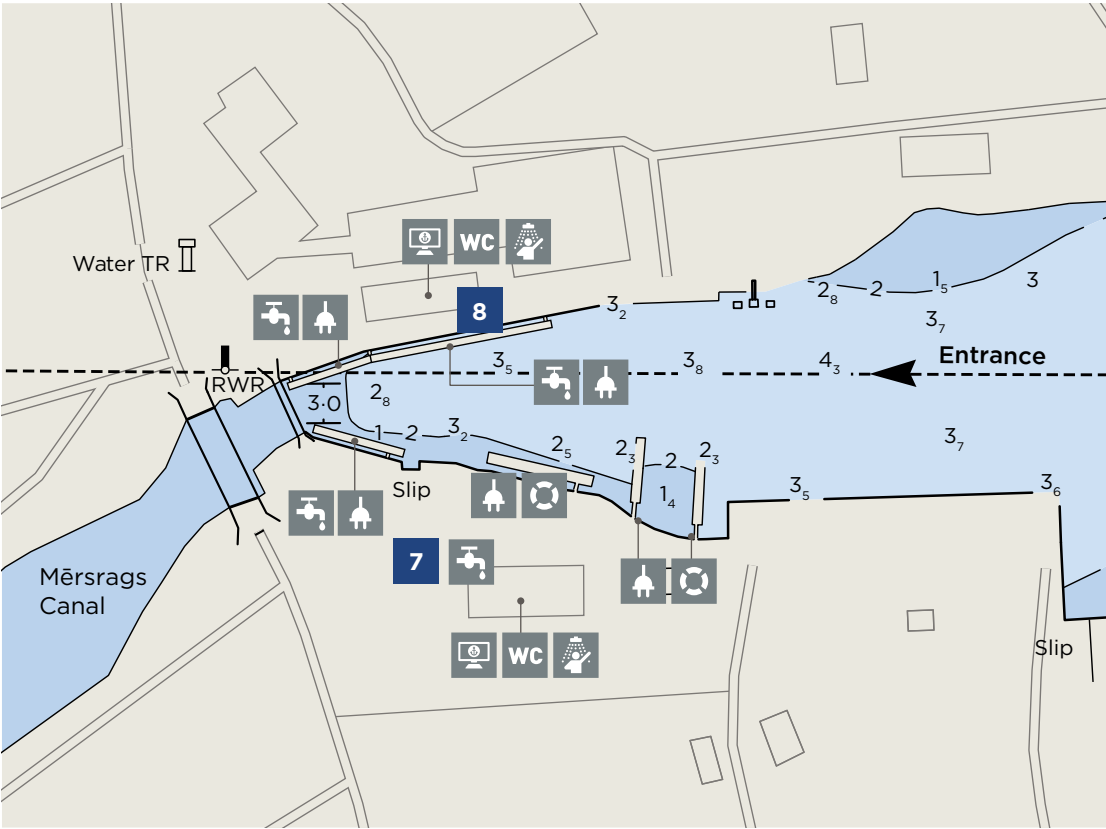 WC
1₅
3
2₈
2
Water TR
8
3₂
3₇
3₅
3₈
4₃
Entrance
RWR
3·0
2₈
1
2
3₂
2₅
2₃
2
2₃
3₇
1₄
3₅
3₆
Slip
7
Mērsrags
Canal
WC
Slip